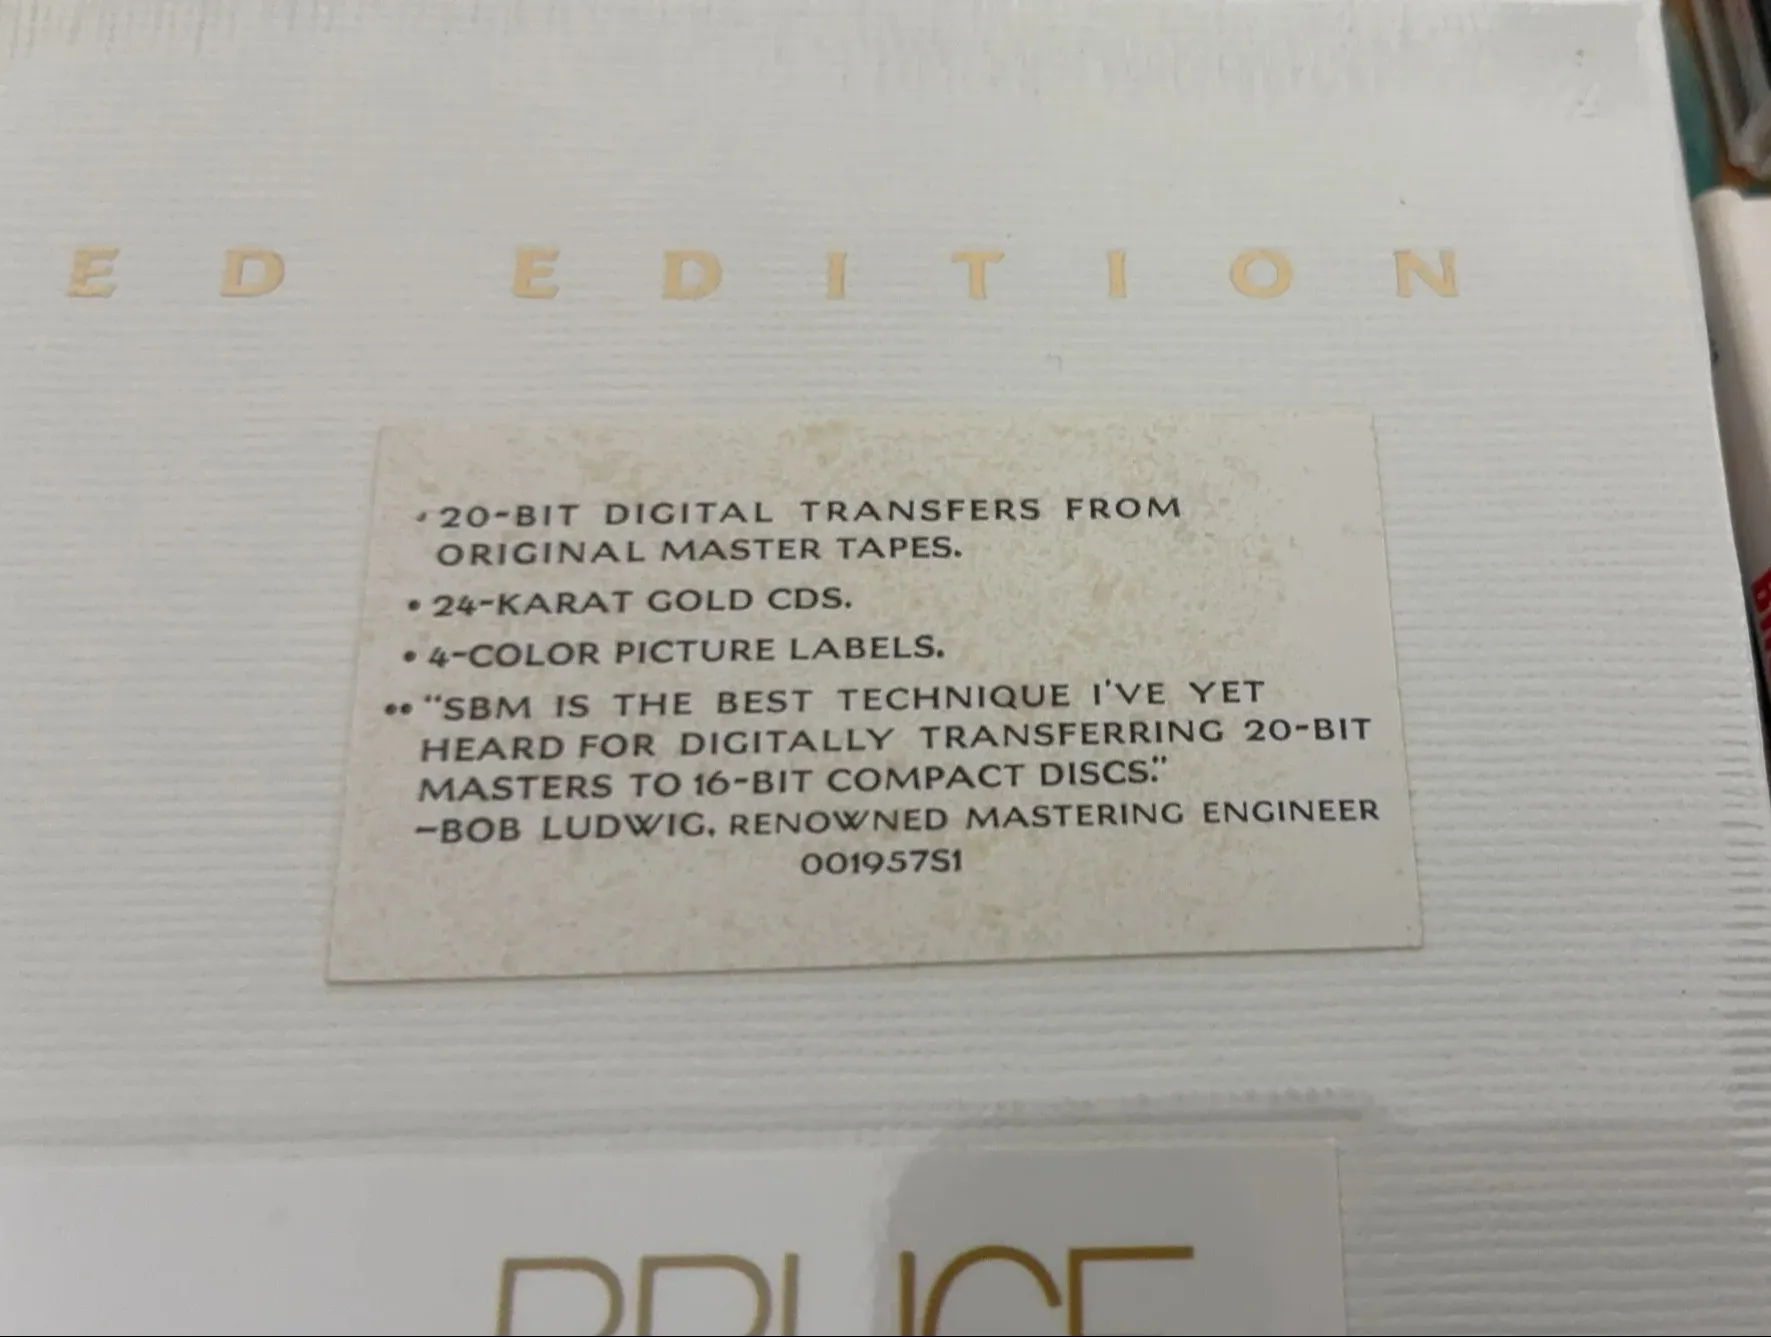 ED EDITION
• 20-BIT DIGITAL TRANSFERS FROM
ORIGINAL MASTER TAPES.
• 24-KARAT GOLD CDS.
• 4-COLOR PICTURE LABELS.
•• "SBM IS THE BEST TECHNIQUE I'VE YET
HEARD FOR DIGITALLY TRANSFERRING 20-BIT
MASTERS TO 16-BIT COMPACT DISCS."
–BOB LUDWIG, RENOWNED MASTERING ENGINEER
001957S1
BRUCE